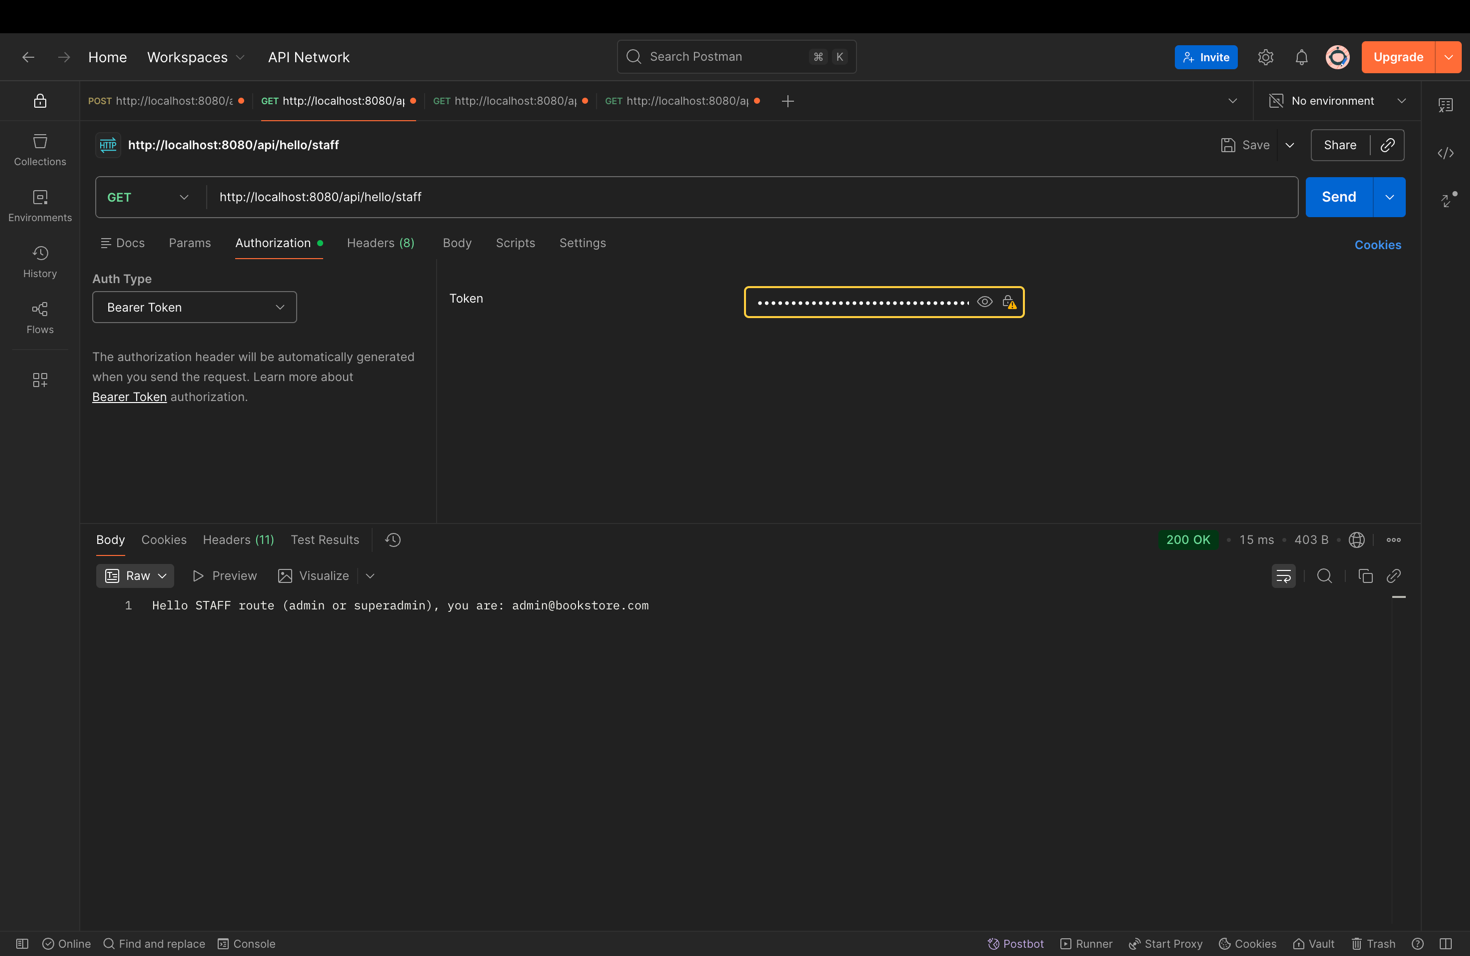 Home Workspaces API Network
Search Postman ⌘ K
Invite Upgrade
POST http://localhost:8080/a GET http://localhost:8080/ap GET http://localhost:8080/ap GET http://localhost:8080/ap
No environment
Collections
Environments
History
Flows
HTTP http://localhost:8080/api/hello/staff
Save Share
GET http://localhost:8080/api/hello/staff
Send
Docs Params Authorization Headers (8) Body Scripts Settings
Cookies
Auth Type
Bearer Token
The authorization header will be automatically generated
when you send the request. Learn more about
Bearer Token authorization.
Token
Body Cookies Headers (11) Test Results
200 OK • 15 ms • 403 B •
Raw Preview Visualize
1 Hello STAFF route (admin or superadmin), you are: admin@bookstore.com
Online Find and replace Console
Postbot Runner Start Proxy Cookies Vault Trash